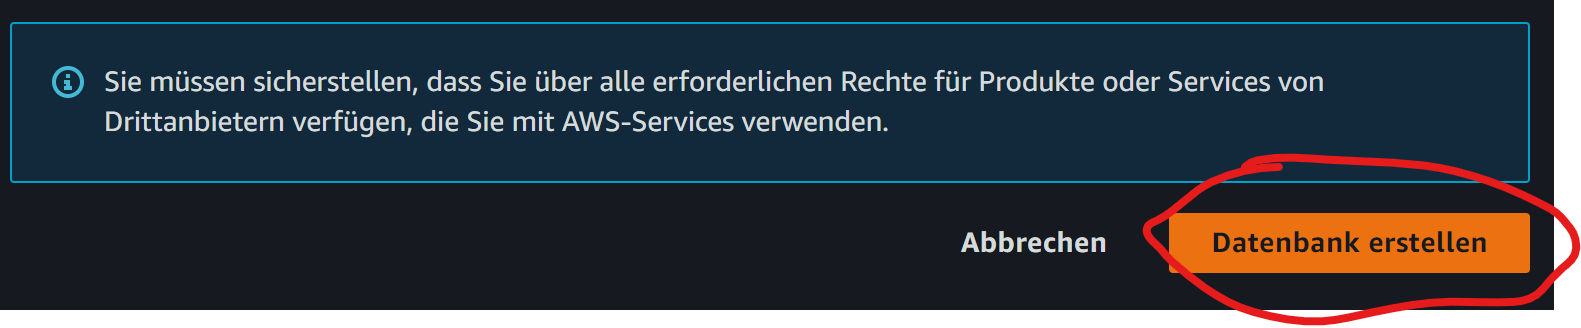 Sie müssen sicherstellen, dass Sie über alle erforderlichen Rechte für Produkte oder Services von
Drittanbietern verfügen, die Sie mit AWS-Services verwenden.
Abbrechen
Datenbank erstellen